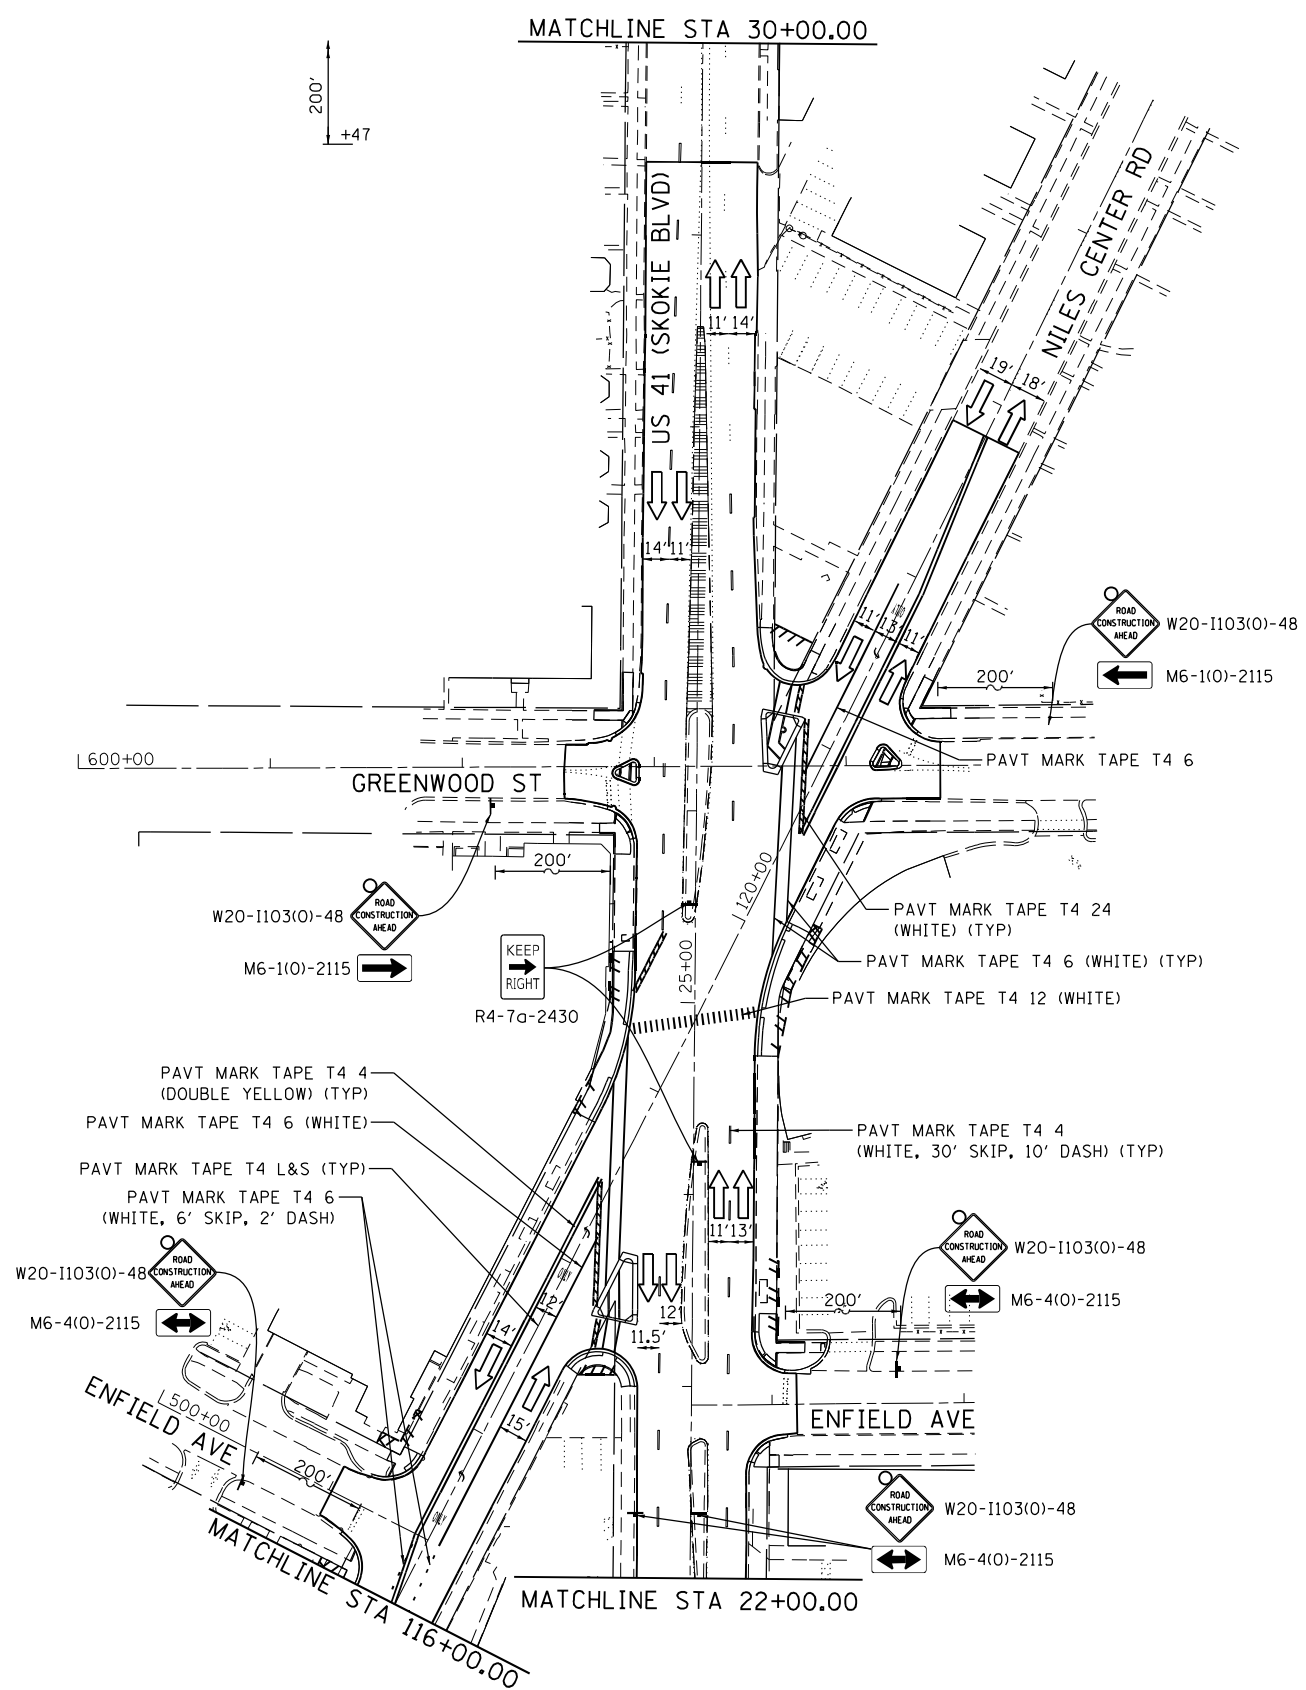 MATCHLINE STA 30+00.00
200'
+47
US 41 (SKOKIE BLVD)
NILES CENTER RD
11' 14'
19' 18'
14' 11'
11' 13' 11'
ROAD
CONSTRUCTION
AHEAD
W20-I103(0)-48
M6-1(0)-2115
200'
PAVT MARK TAPE T4 6
600+00
GREENWOOD ST
200'
120+00
ROAD
CONSTRUCTION
AHEAD
W20-I103(0)-48
M6-1(0)-2115
PAVT MARK TAPE T4 24
(WHITE) (TYP)
KEEP
RIGHT
R4-7a-2430
25+00
PAVT MARK TAPE T4 6 (WHITE) (TYP)
PAVT MARK TAPE T4 12 (WHITE)
PAVT MARK TAPE T4 4
(DOUBLE YELLOW) (TYP)
PAVT MARK TAPE T4 6 (WHITE)
PAVT MARK TAPE T4 L&S (TYP)
PAVT MARK TAPE T4 6
(WHITE, 6' SKIP, 2' DASH)
PAVT MARK TAPE T4 4
(WHITE, 30' SKIP, 10' DASH) (TYP)
11' 13'
ROAD
CONSTRUCTION
AHEAD
W20-I103(0)-48
M6-4(0)-2115
ROAD
CONSTRUCTION
AHEAD
W20-I103(0)-48
M6-4(0)-2115
200'
12'
11.5'
12'
14'
15'
ENFIELD AVE
500+00
200'
ENFIELD AVE
ROAD
CONSTRUCTION
AHEAD
W20-I103(0)-48
M6-4(0)-2115
MATCHLINE STA 22+00.00
MATCHLINE STA 116+00.00